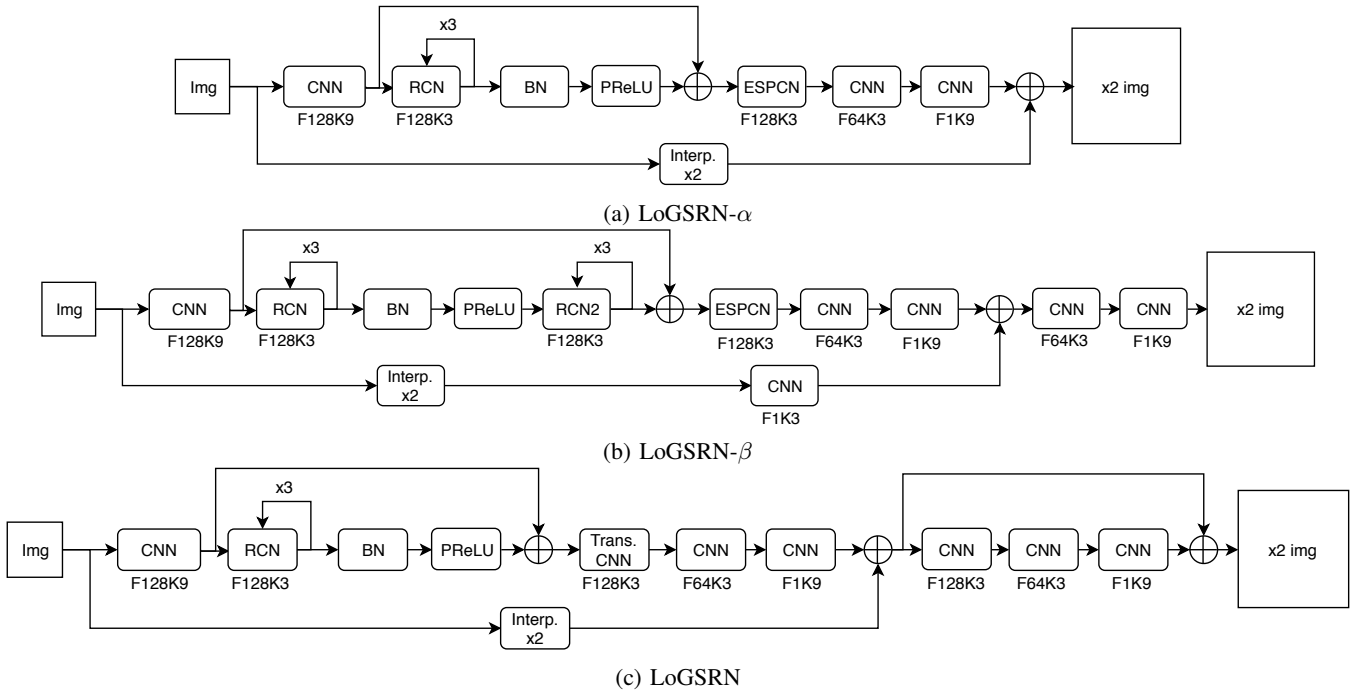 x3
Img
CNN
RCN
BN
PReLU
ESPCN
CNN
CNN
x2 img
F128K9
F128K3
F128K3
F64K3
F1K9
Interp.
x2
(a) LoGSRN-α
x3
x3
Img
CNN
RCN
BN
PReLU
RCN2
ESPCN
CNN
CNN
CNN
CNN
x2 img
F128K9
F128K3
F128K3
F128K3
F64K3
F1K9
F64K3
F1K9
Interp.
x2
CNN
F1K3
(b) LoGSRN-β
x3
Img
CNN
RCN
BN
PReLU
Trans.
CNN
CNN
CNN
CNN
CNN
CNN
x2 img
F128K9
F128K3
F128K3
F64K3
F1K9
F128K3
F64K3
F1K9
Interp.
x2
(c) LoGSRN